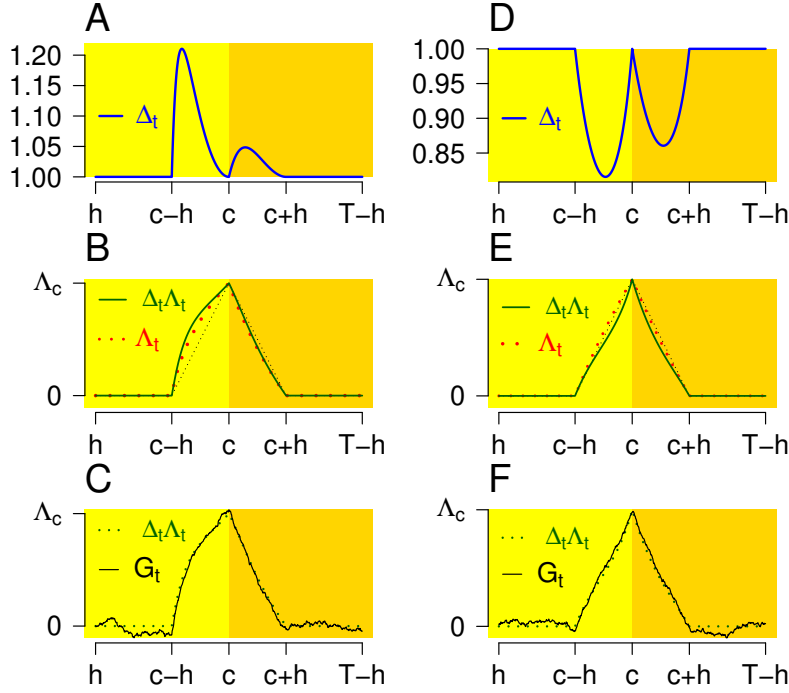 A
1.20
1.15
1.10
1.05
1.00
Δt
h c−h c c+h T−h
B
Λc
0
ΔtΛt
Λt
h c−h c c+h T−h
C
Λc
0
ΔtΛt
Gt
h c−h c c+h T−h
D
1.00
0.95
0.90
0.85
Δt
h c−h c c+h T−h
E
Λc
0
ΔtΛt
Λt
h c−h c c+h T−h
F
Λc
0
ΔtΛt
Gt
h c−h c c+h T−h